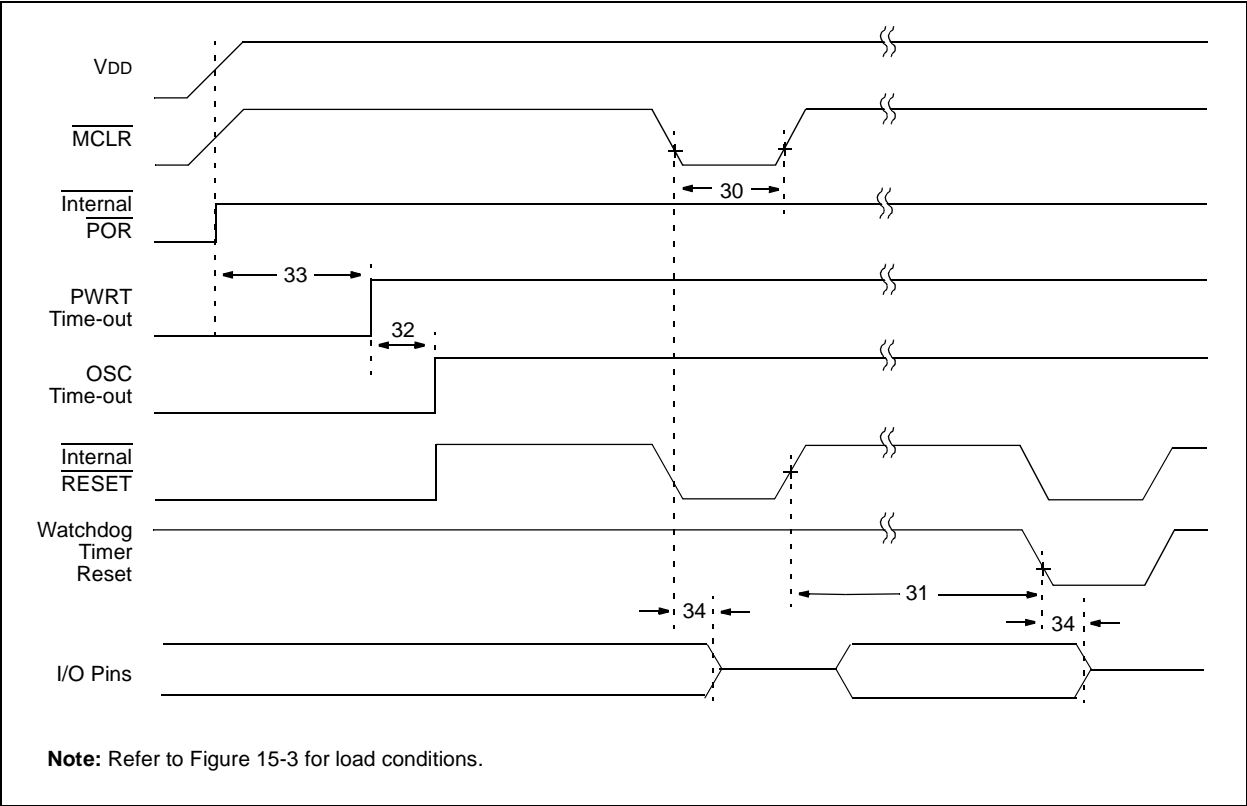 VDD
MCLR
30
Internal
POR
33
PWRT
Time-out
32
OSC
Time-out
Internal
RESET
Watchdog
Timer
Reset
31
34
34
I/O Pins
Note: Refer to Figure 15-3 for load conditions.